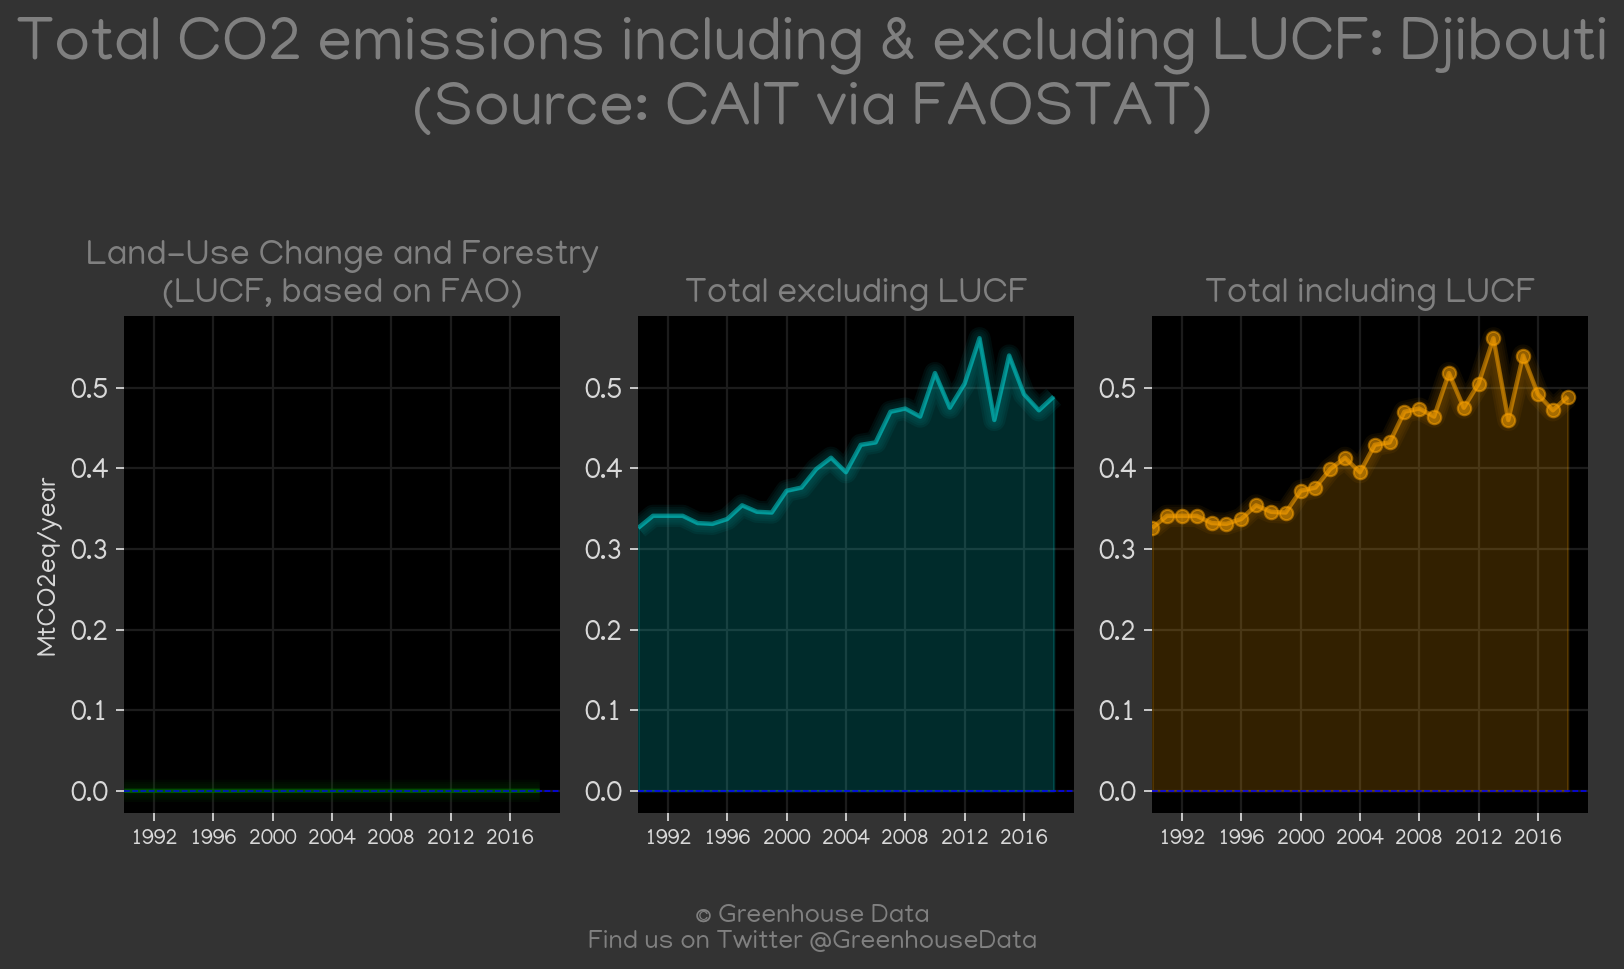 Total CO2 emissions including & excluding LUCF: Djibouti
(Source: CAIT via FAOSTAT)
Land-Use Change and Forestry
(LUCF, based on FAO)
Total excluding LUCF
Total including LUCF
MtCO2eq/year
0.5
0.4
0.3
0.2
0.1
0.0
1992 1996 2000 2004 2008 2012 2016
0.5
0.4
0.3
0.2
0.1
0.0
1992 1996 2000 2004 2008 2012 2016
0.5
0.4
0.3
0.2
0.1
0.0
1992 1996 2000 2004 2008 2012 2016
© Greenhouse Data
Find us on Twitter @GreenhouseData